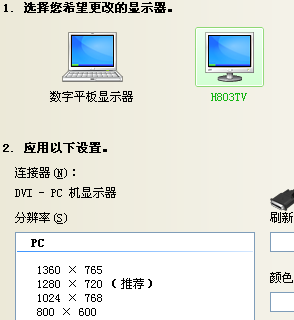 1. 选择您希望更改的显示器。
数字平板显示器
H803TV
2. 应用以下设置。
连接器(N)：
DVI - PC 机显示器
分辨率(S)
刷新
PC
1360 × 765
1280 × 720（推荐）
颜色
1024 × 768
800 × 600